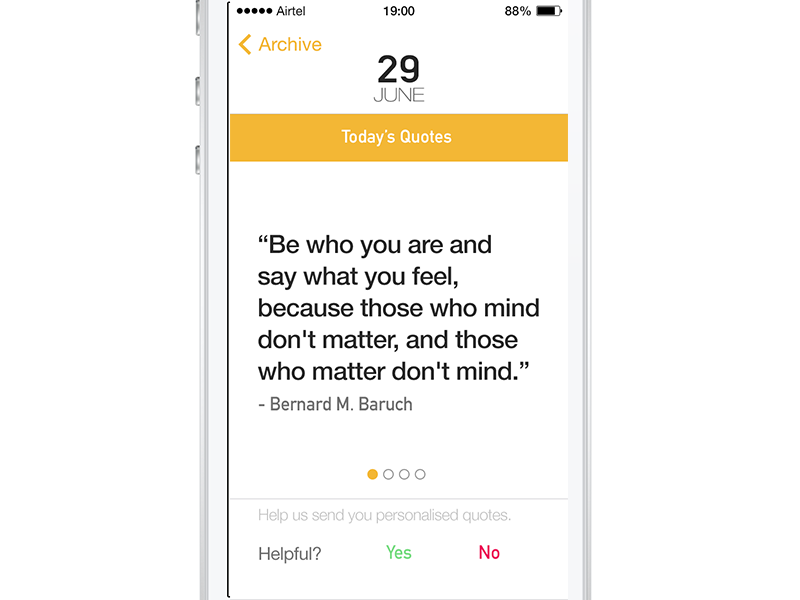 Airtel 19:00 88%
Archive
29
JUNE
Today's Quotes
“Be who you are and
say what you feel,
because those who mind
don't matter, and those
who matter don't mind.”
- Bernard M. Baruch
Help us send you personalised quotes.
Helpful? Yes No